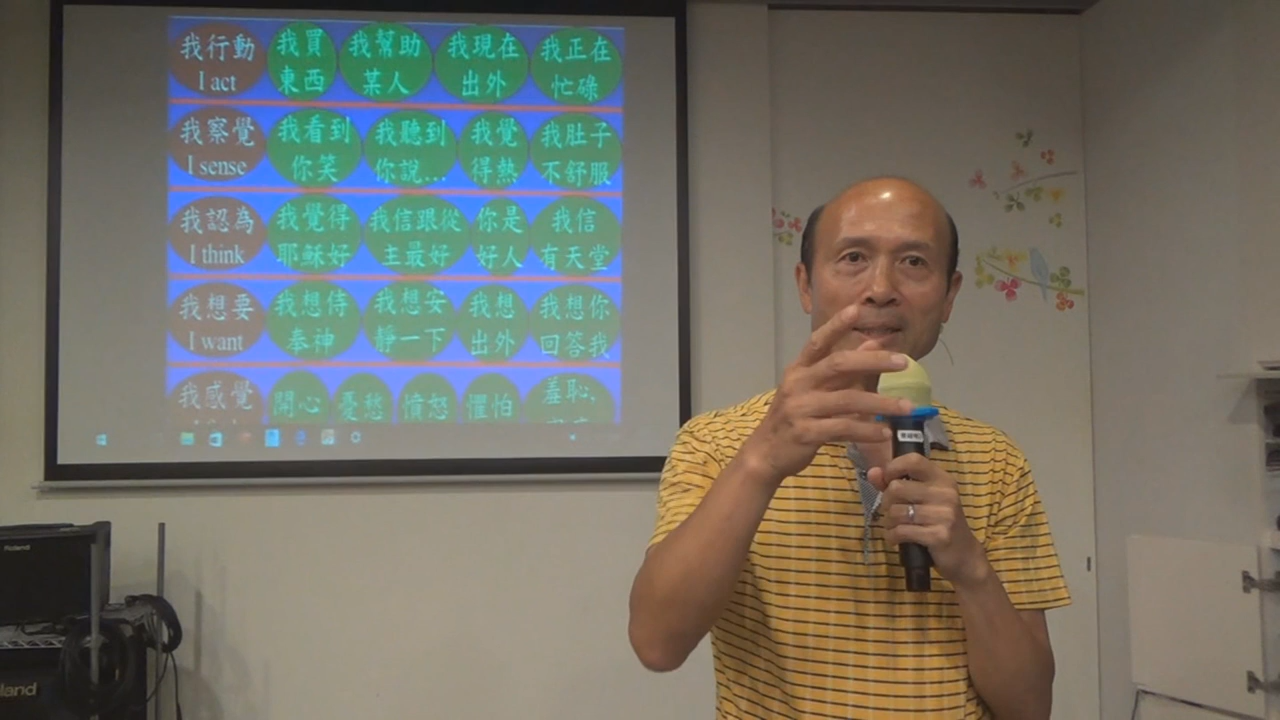 我行動
I act
我買
東西
我幫助
某人
我現在
出外
我正在
忙碌
我察覺
I sense
我看到
你笑
我聽到
你說...
我覺
得熱
我肚子
不舒服
我認為
I think
我覺得
耶穌好
我信跟從
主最好
你是
好人
我信
有天堂
我想要
I want
我想侍
奉神
我想安
靜一下
我想
出外
我想你
回答我
我感覺
開心
憂愁
憤怒
懼怕
羞恥,
Roland
land